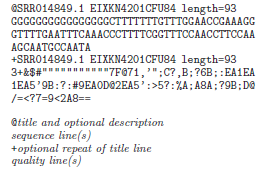 @SRR014849.1 EIXKN4201CFU84 length=93
GGGGGGGGGGGGGGGGCTTTTTTTGTTTGGAACCGAAAGG
GTTTTGAATTTCAAACCCTTTTCGGTTTCCAACCTTCCAA
AGCAATGCCAATA
+SRR014849.1 EIXKN4201CFU84 length=93
3+&$#"""""""""""7F@71,'";C?,B;?6B;:EA1EA
1EA5'9B:?:#9EA0D@2EA5':>5?:%A;A8A;?9B;D@
/=<?7=9<2A8==
@title and optional description
sequence line(s)
+optional repeat of title line
quality line(s)